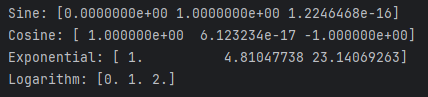 Sine: [0.0000000e+00 1.0000000e+00 1.2246468e-16]
Cosine: [ 1.000000e+00  6.123234e-17 -1.000000e+00]
Exponential: [ 1.          4.81047738 23.14069263]
Logarithm: [0. 1. 2.]